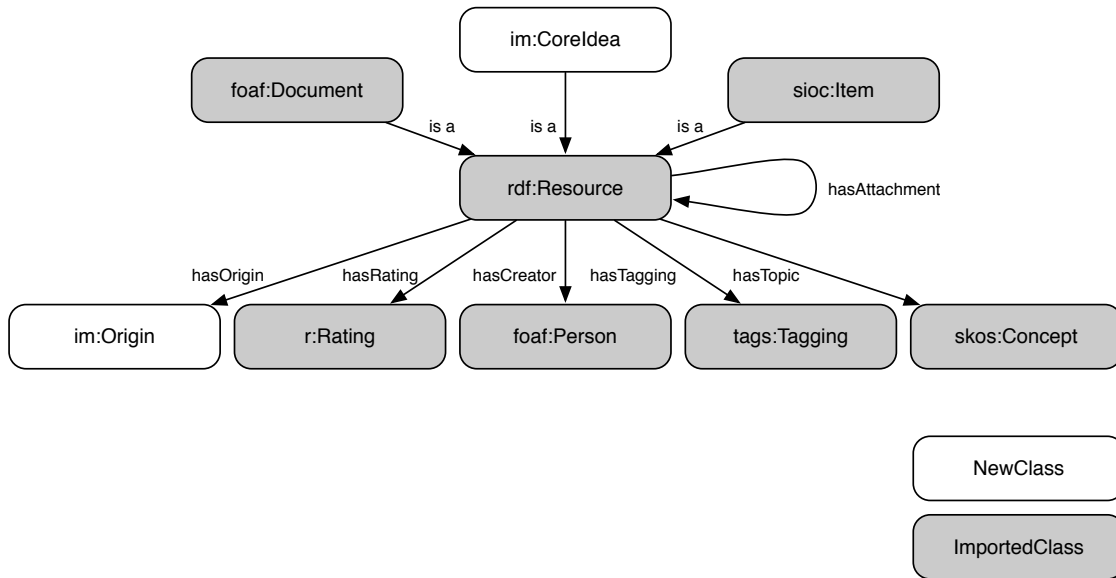 im:CoreIdea
foaf:Document
sioc:Item
is a
is a
is a
rdf:Resource
hasAttachment
hasOrigin
hasRating
hasCreator
hasTagging
hasTopic
im:Origin
r:Rating
foaf:Person
tags:Tagging
skos:Concept
NewClass
ImportedClass